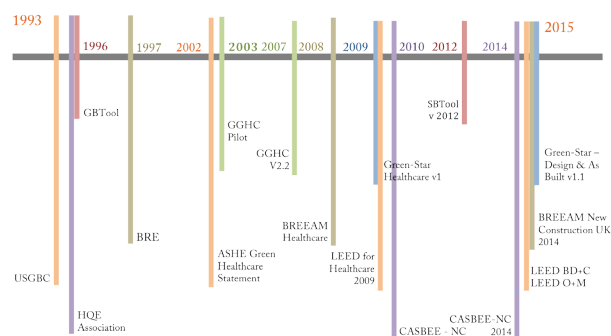 1993
1996
1997
2002
2003
2007
2008
2009
2010
2012
2014
2015
GBTool
GGHC
Pilot
SBTool
v 2012
GGHC
V2.2
Green-Star
Healthcare v1
Green-Star –
Design & As
Built v1.1
BRE
BREEAM
Healthcare
BREEAM New
Construction UK
2014
USGBC
ASHE Green
Healthcare
Statement
LEED for
Healthcare
2009
LEED BD+C
LEED O+M
HQE
Association
CASBEE - NC
CASBEE-NC
2014